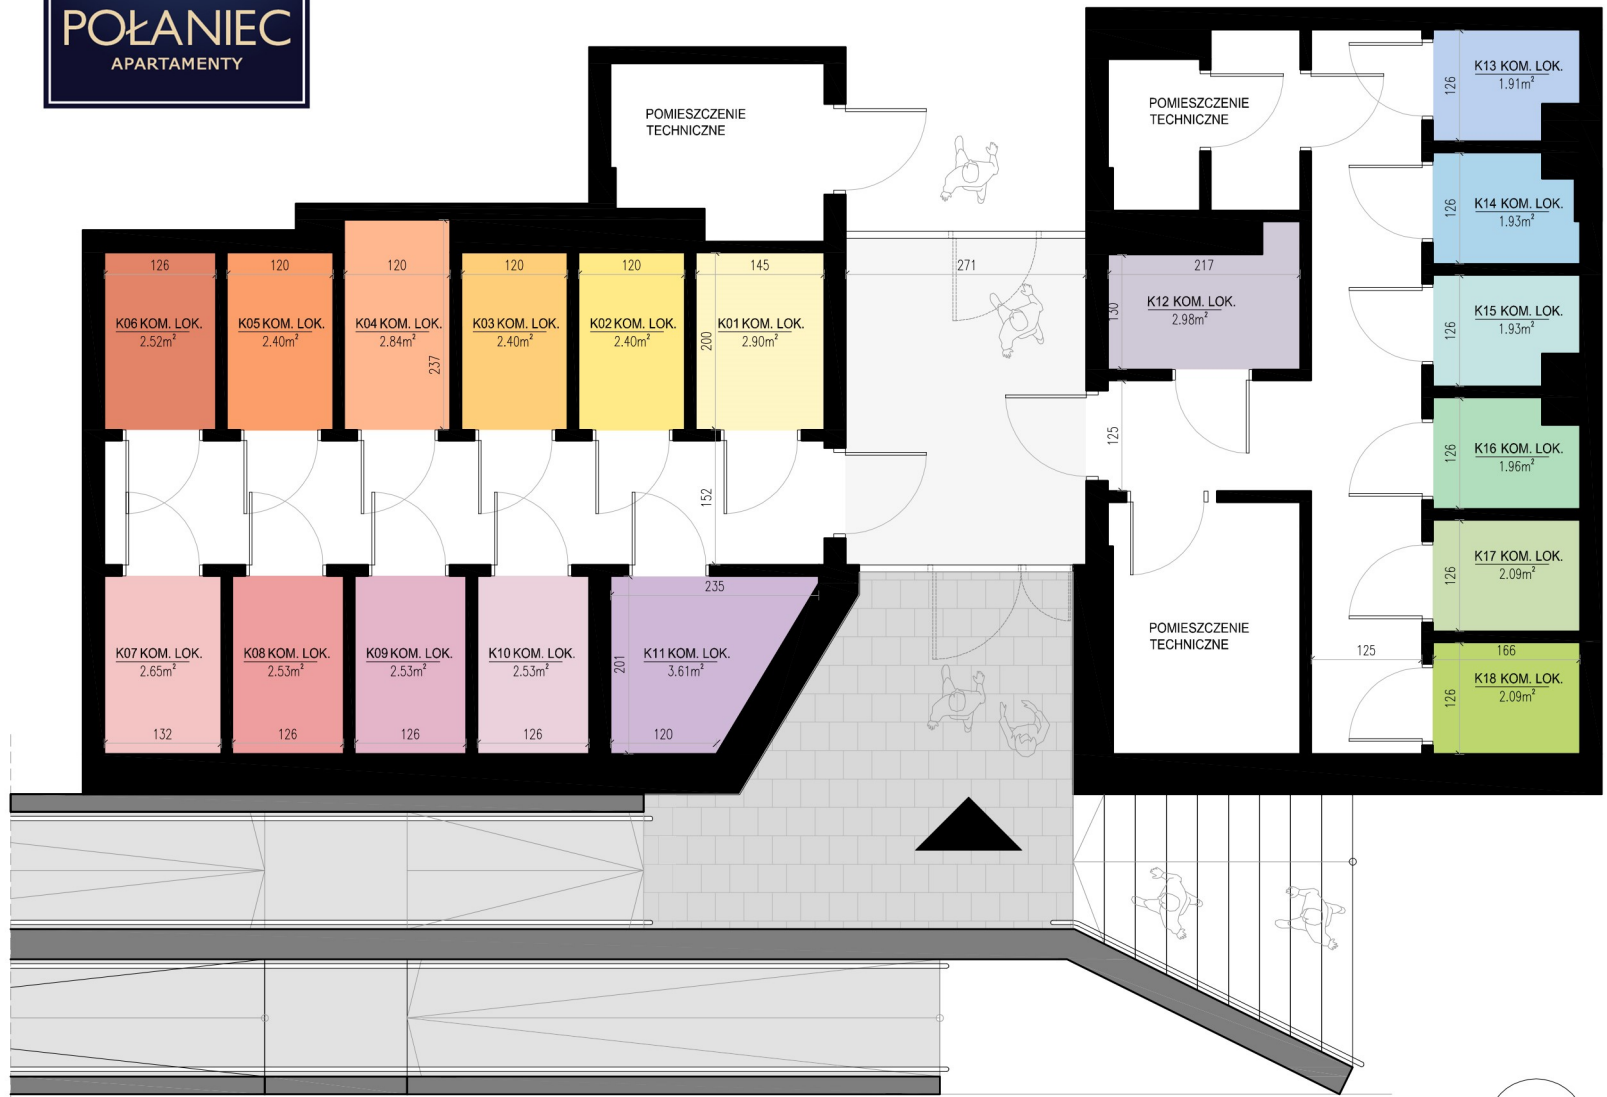 POŁANIEC
APARTAMENTY
POMIESZCZENIE
TECHNICZNE
POMIESZCZENIE
TECHNICZNE
K13 KOM. LOK.
1.91m²
126
K14 KOM. LOK.
1.93m²
126
K15 KOM. LOK.
1.93m²
126
K16 KOM. LOK.
1.96m²
126
K17 KOM. LOK.
2.09m²
126
125
166
K18 KOM. LOK.
2.09m²
126
126
120
120
120
120
145
271
217
K06 KOM. LOK.
2.52m²
K05 KOM. LOK.
2.40m²
K04 KOM. LOK.
2.84m²
237
K03 KOM. LOK.
2.40m²
K02 KOM. LOK.
2.40m²
K01 KOM. LOK.
2.90m²
200
K12 KOM. LOK.
2.98m²
130
125
152
235
K07 KOM. LOK.
2.65m²
K08 KOM. LOK.
2.53m²
K09 KOM. LOK.
2.53m²
K10 KOM. LOK.
2.53m²
K11 KOM. LOK.
3.61m²
201
132
126
126
126
120
POMIESZCZENIE
TECHNICZNE